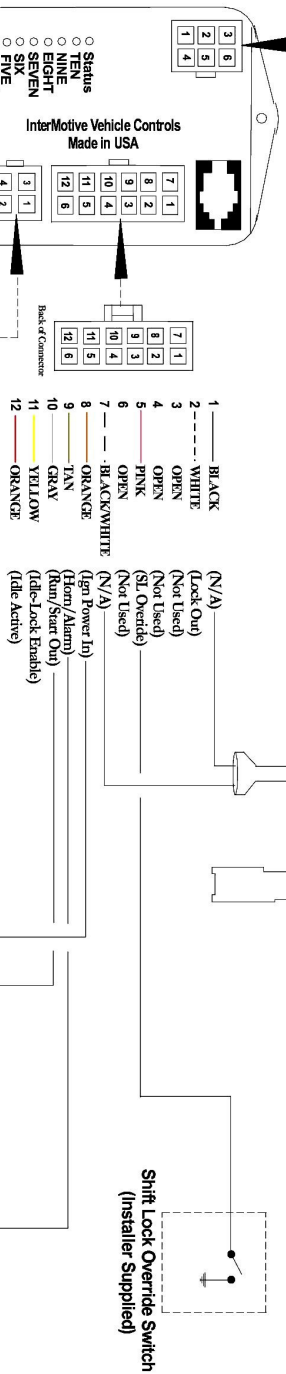 3 6
2 5
1 4
InterMotive Vehicle Controls
Made in USA
Status
TEN
NINE
EIGHT
SEVEN
SIX
FIVE
7 1
8 2
9 3
10 4
11 5
12 6
3 1
4 2
7 1
8 2
9 3
10 4
11 5
12 6
Back of Connector
1 BLACK (N/A)
2 WHITE (Lock Out)
3 OPEN (Not Used)
4 OPEN (Not Used)
5 PINK (SL Overide)
6 OPEN (Not Used)
7 BLACK/WHITE (N/A)
8 ORANGE (Ign Power In)
9 TAN (Horn/Alarm)
10 GRAY (Run/Start Out)
11 YELLOW (Idle-Lock Enable)
12 ORANGE (Idle Active)
Shift Lock Override Switch
(Installer Supplied)